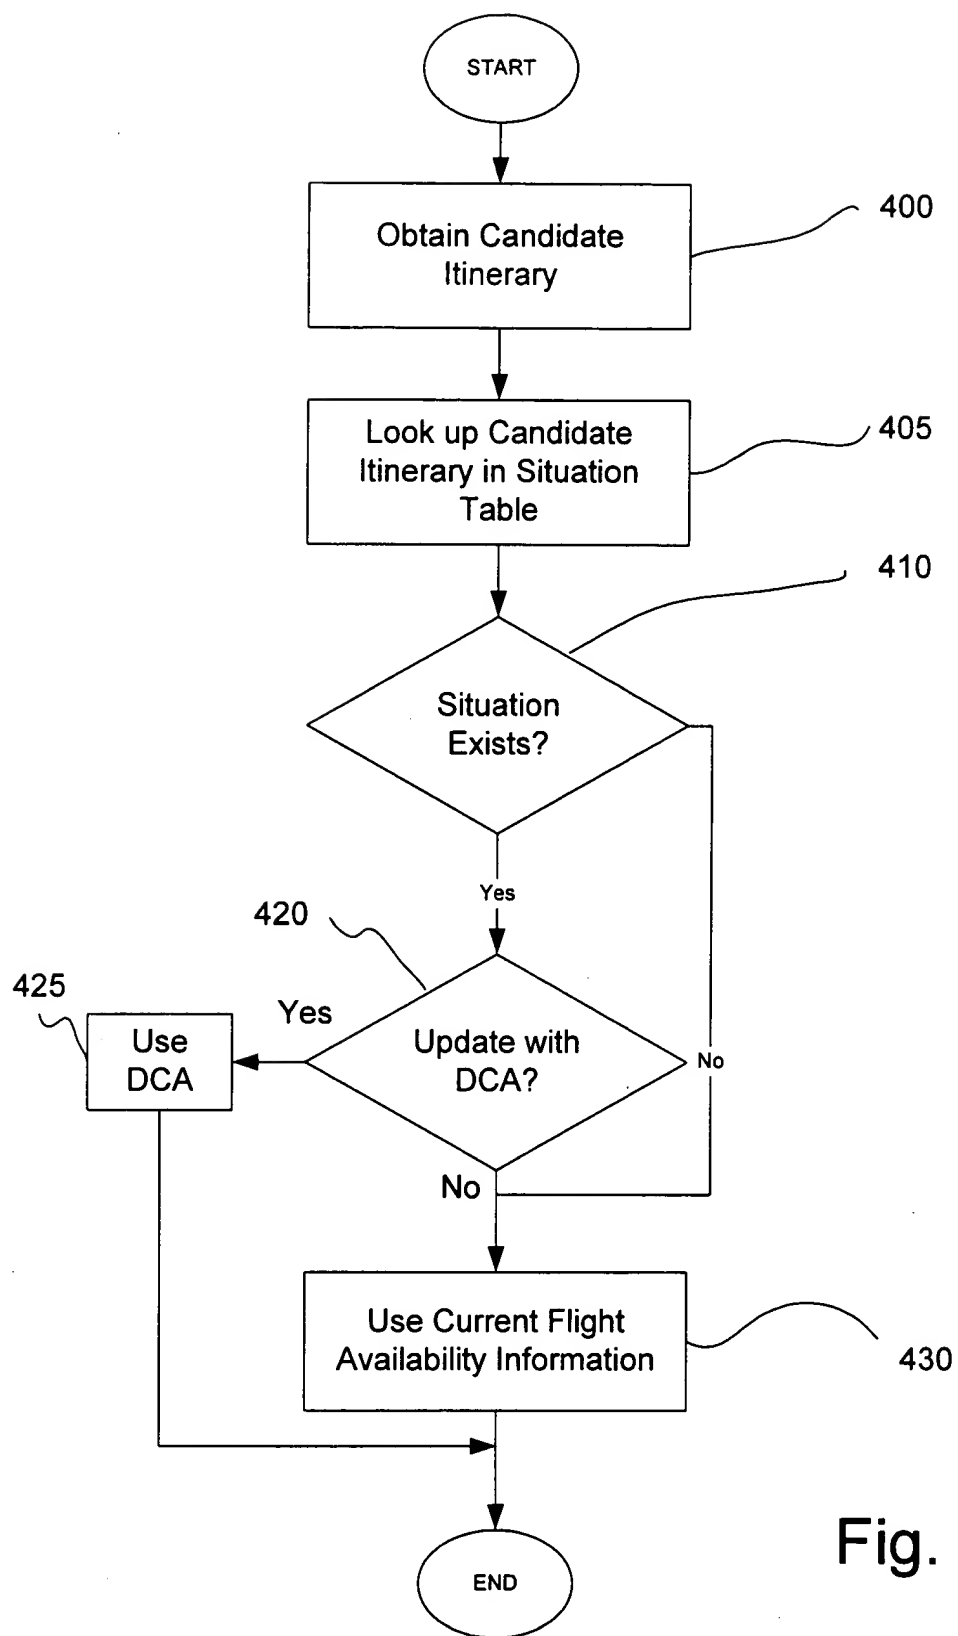 START
Obtain Candidate
Itinerary
400
Look up Candidate
Itinerary in Situation
Table
405
410
Situation
Exists?
Yes
420
425
Yes
Use
DCA
Update with
DCA?
No
No
Use Current Flight
Availability Information
430
Fig.
END